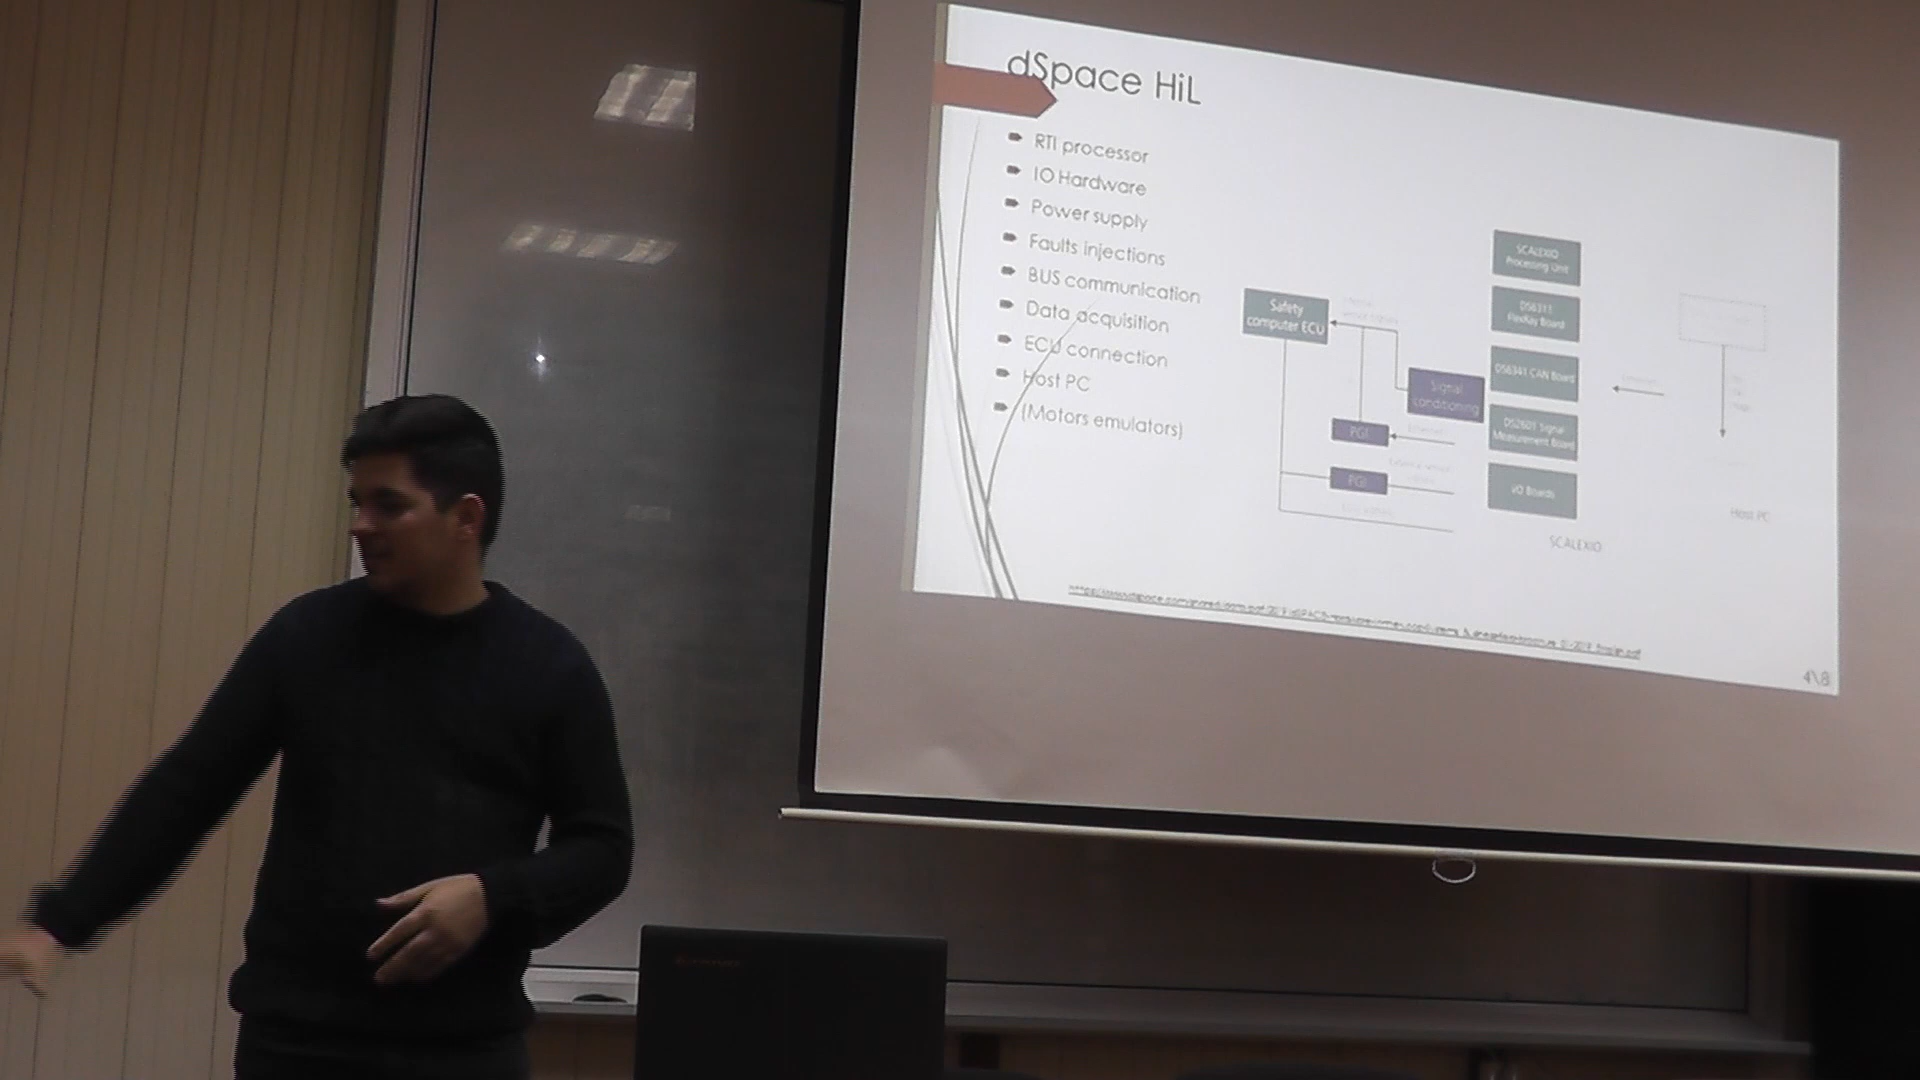 dSpace HiL
RTI processor
IO Hardware
Power supply
Faults injections
BUS communication
Data acquisition
ECU connection
Host PC
(Motors emulators)
Safety
computer ECU
Signal
conditioning
PGI
PGI
SCALEXIO
Processing Unit
DS6311
FlexRay Board
DS6341 CAN Board
DS2601 Signal
Measurement Board
I/O Boards
SCALEXIO
Host PC
4\8